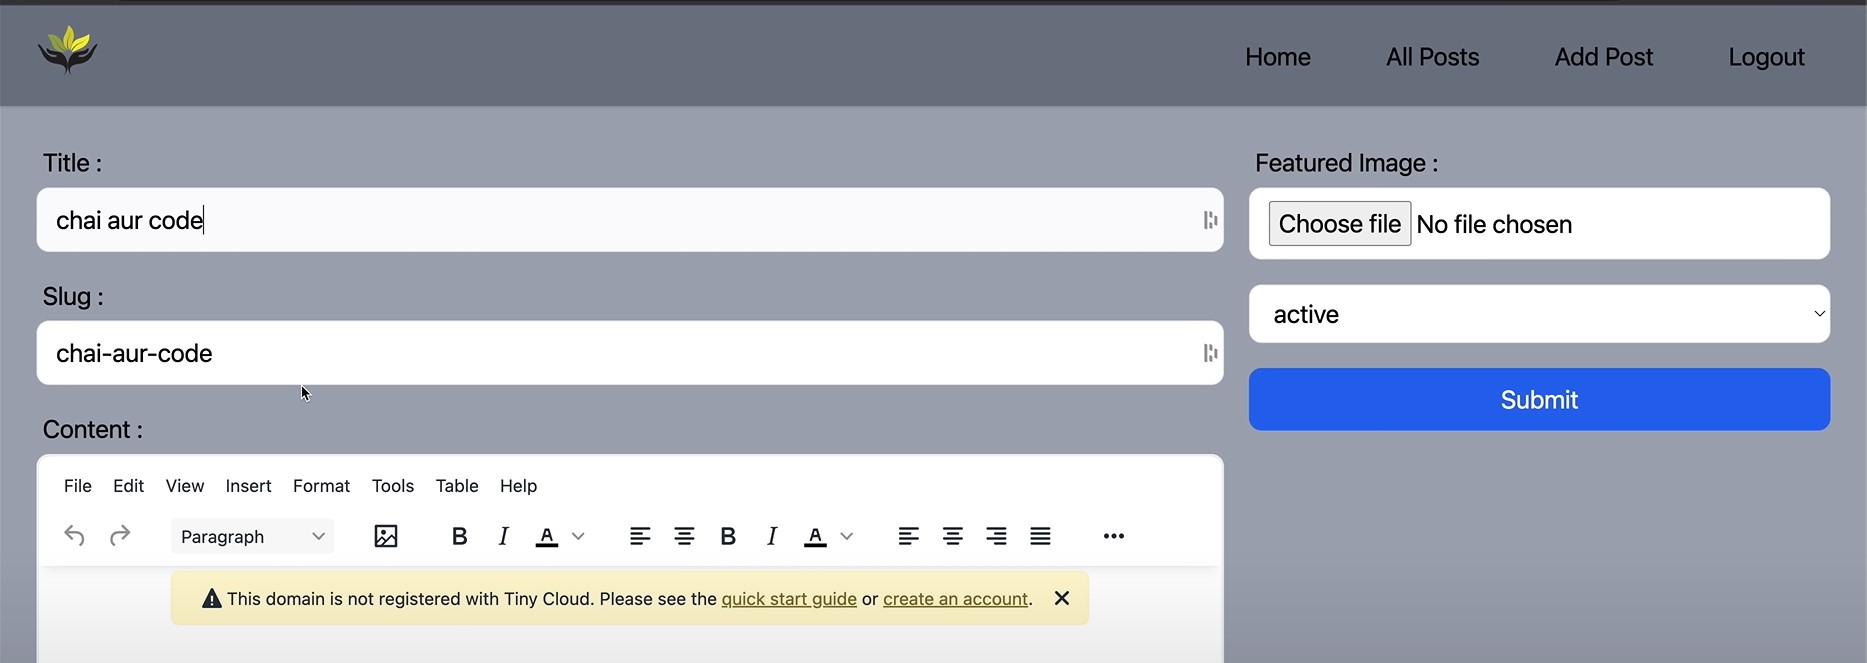 Home All Posts Add Post Logout
Title :
chai aur code
Slug :
chai-aur-code
Content :
File Edit View Insert Format Tools Table Help
Paragraph B I A B I A
This domain is not registered with Tiny Cloud. Please see the quick start guide or create an account.
Featured Image :
Choose file No file chosen
active
Submit